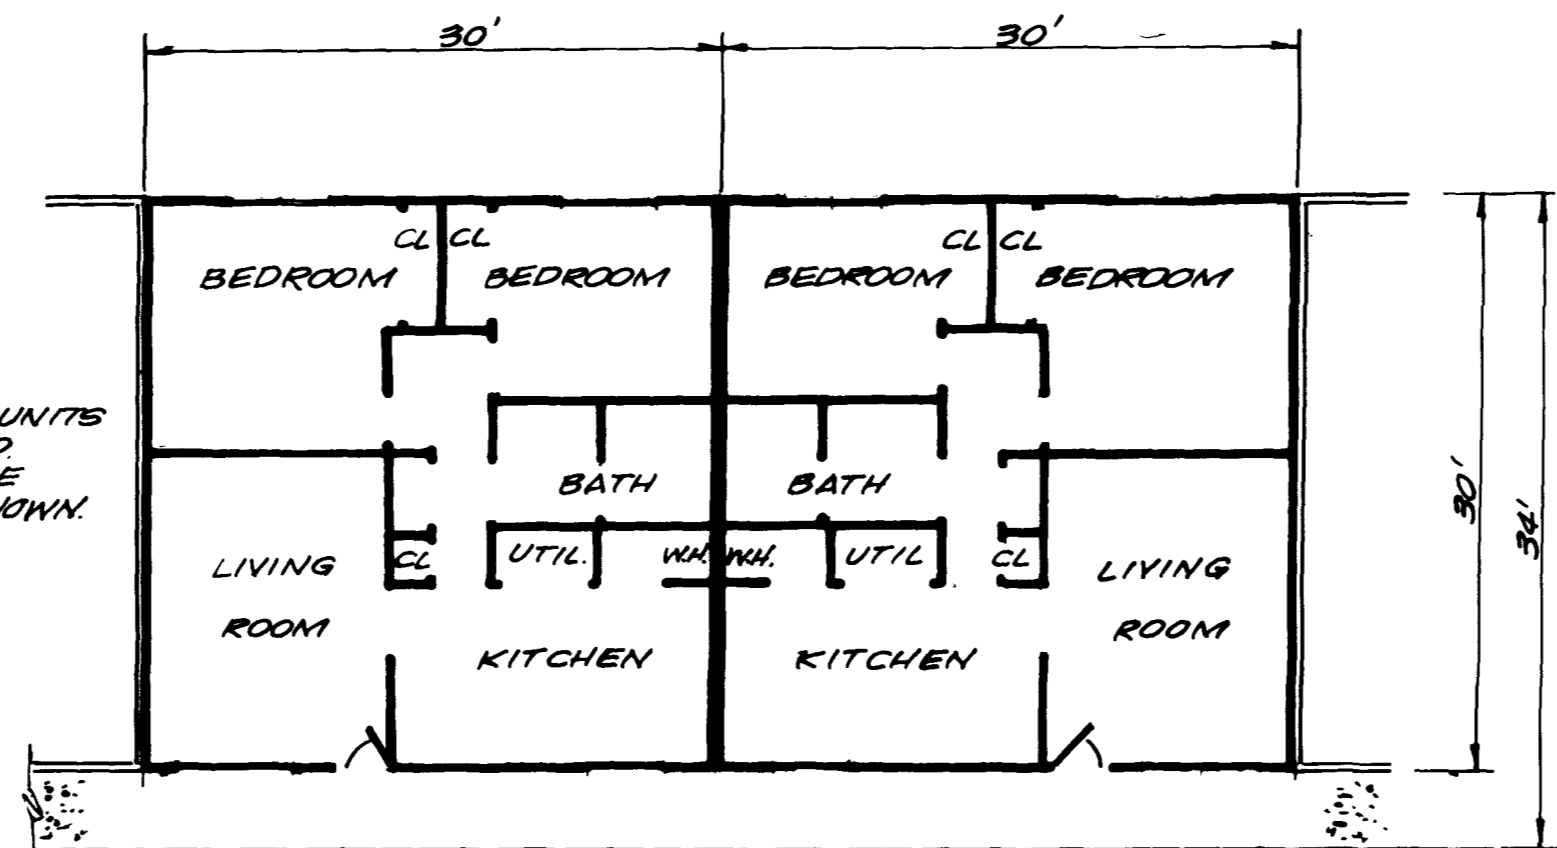 30'
30'
CL CL
CL CL
BEDROOM BEDROOM
BEDROOM BEDROOM
UNITS
BATH BATH
30'
34'
LIVING
ROOM
CL UTIL. W.H. W.H. UTIL CL
LIVING
ROOM
KITCHEN KITCHEN